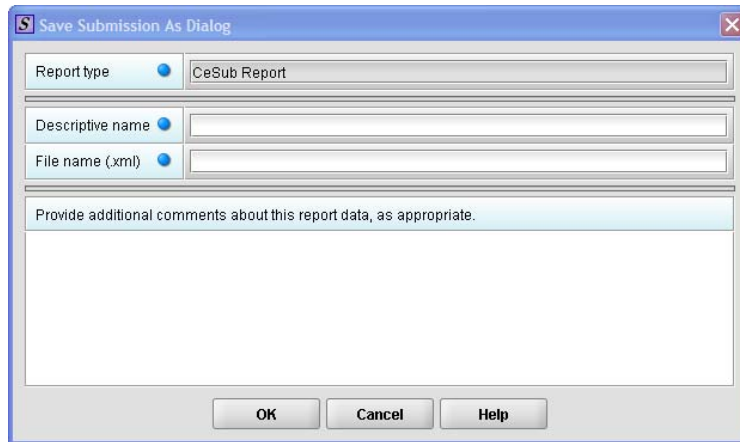 S Save Submission As Dialog
Report type CeSub Report
Descriptive name
File name (.xml)
Provide additional comments about this report data, as appropriate.
OK Cancel Help